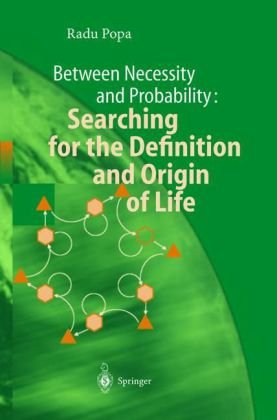 Radu Popa
Between Necessity
and Probability:
Searching
for the Definition
and Origin
of Life
Springer